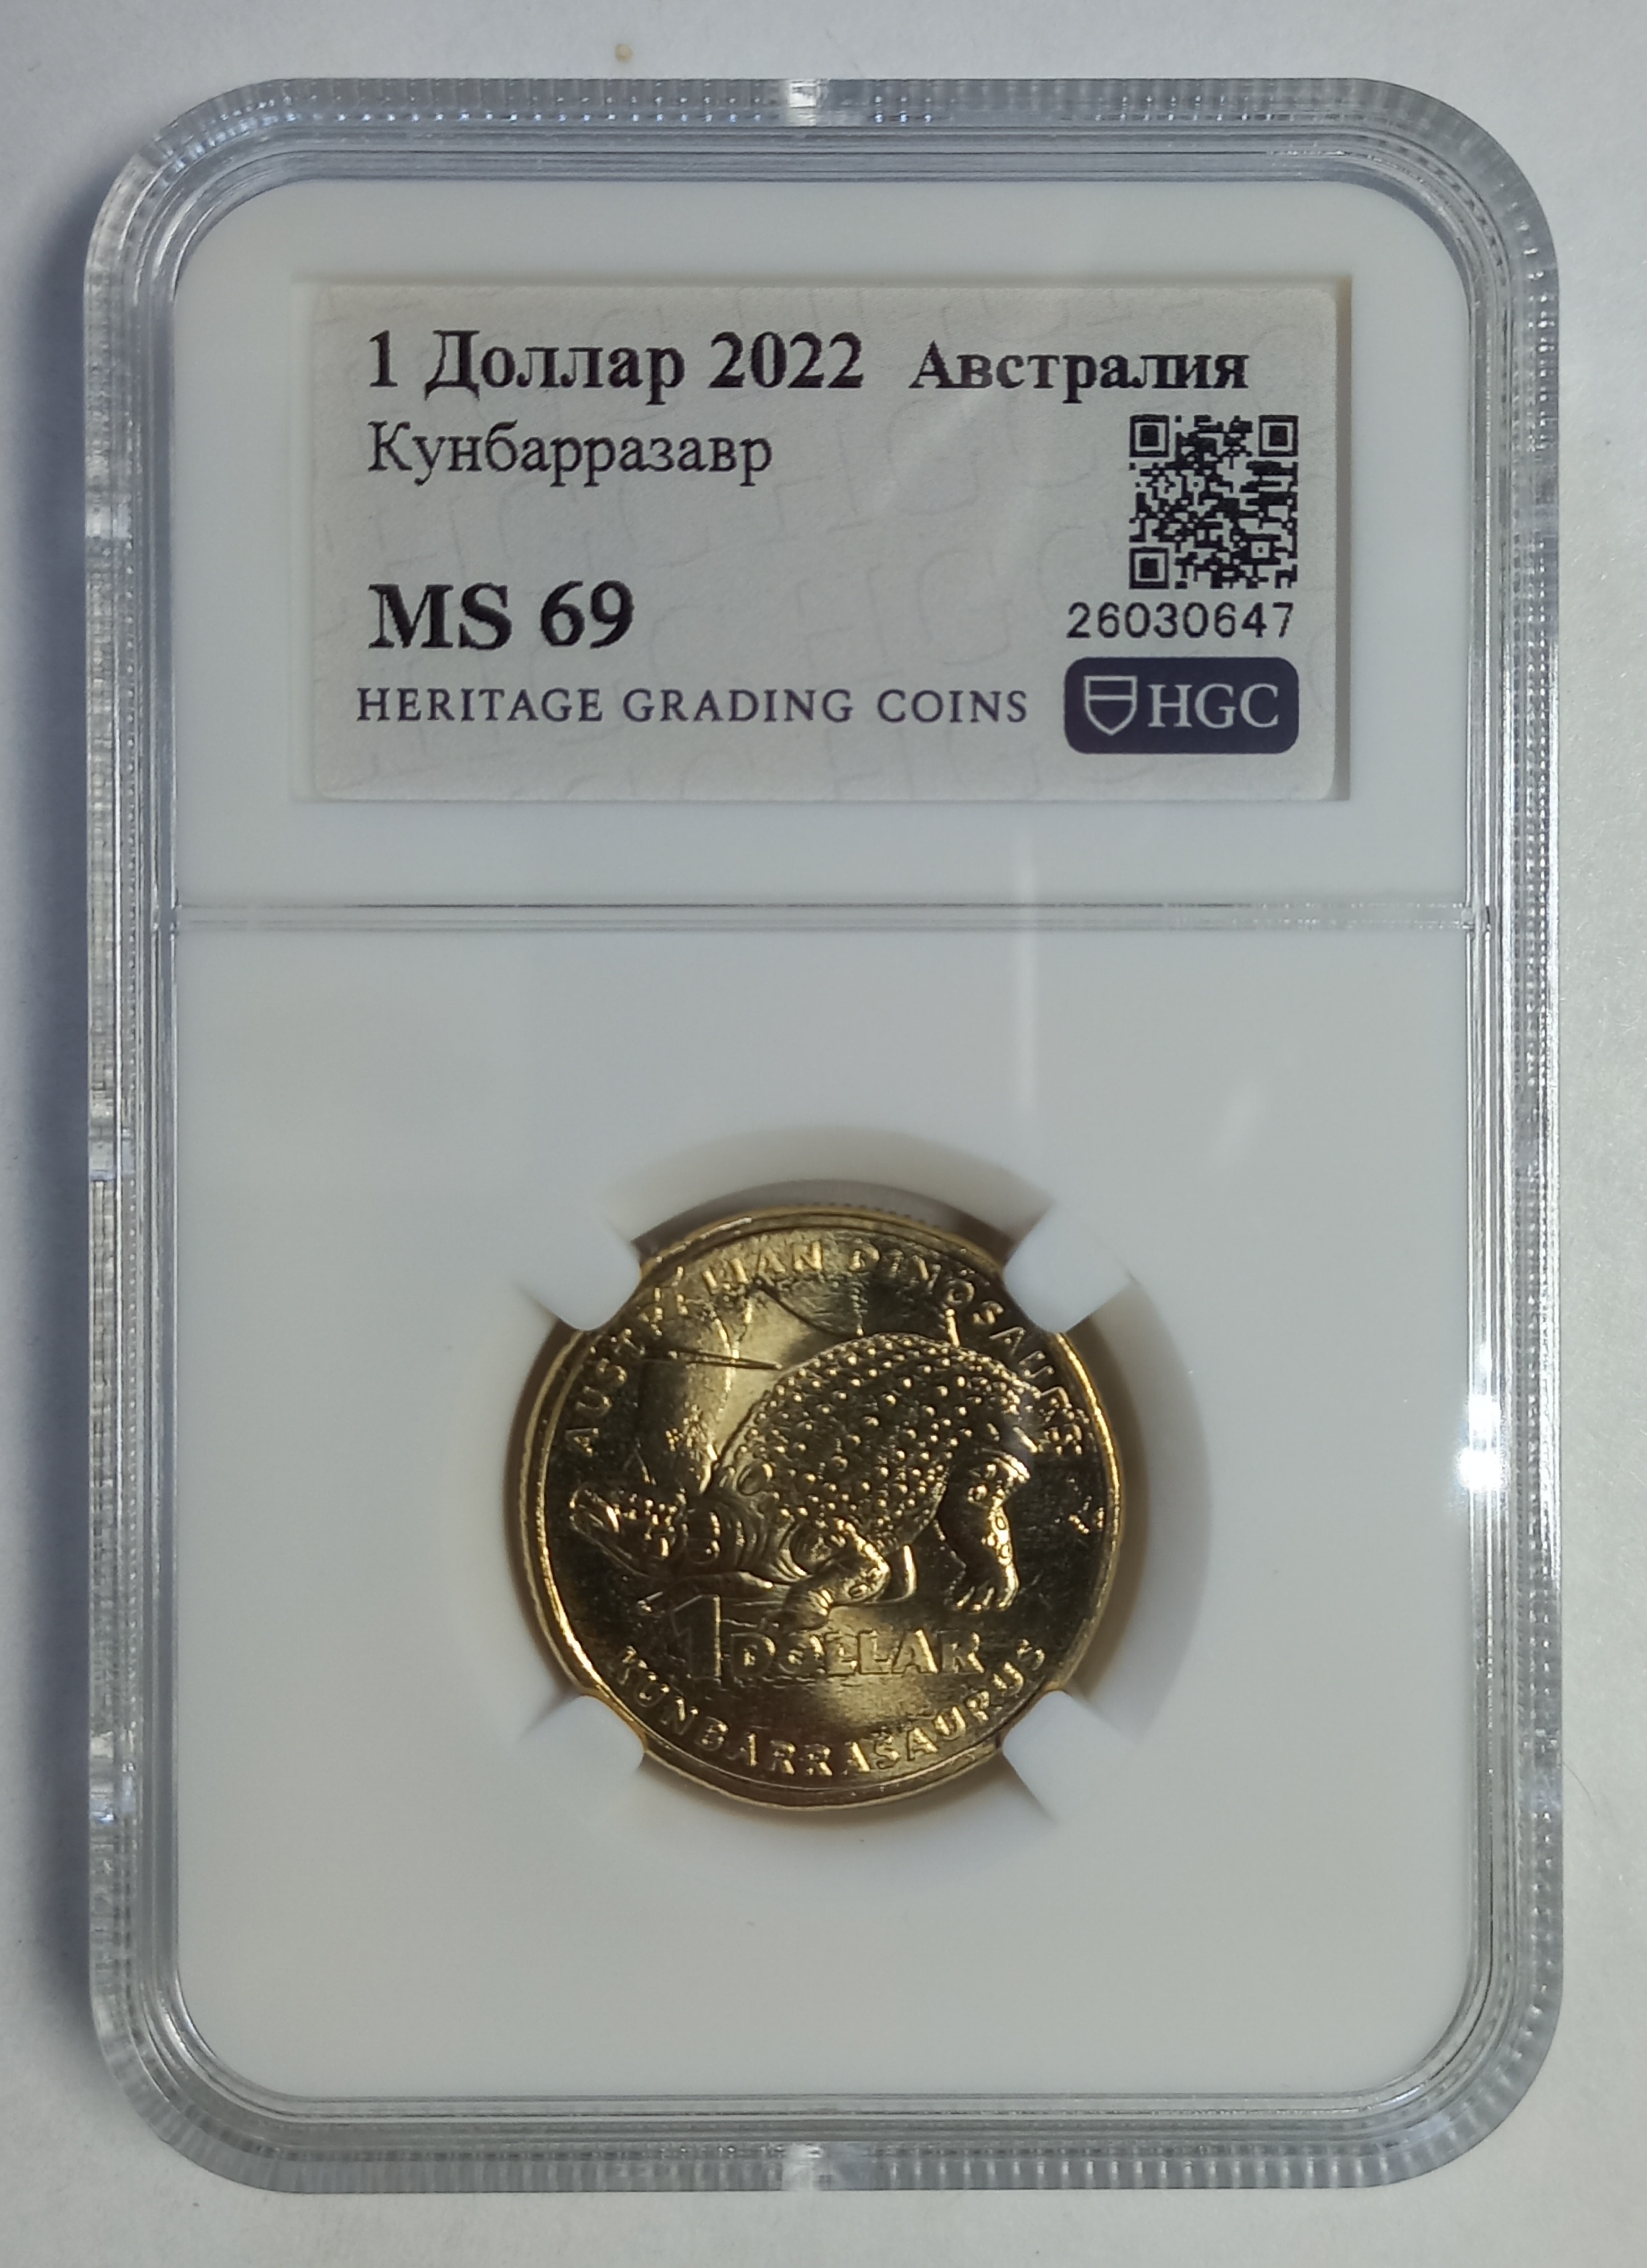 1 Доллар 2022 Австралия
Кунбарразавр
MS 69
26030647
HERITAGE GRADING COINS
HGC
AUSTRALIAN DINOSAURS
1 DOLLAR
KUNBARRASAURUS